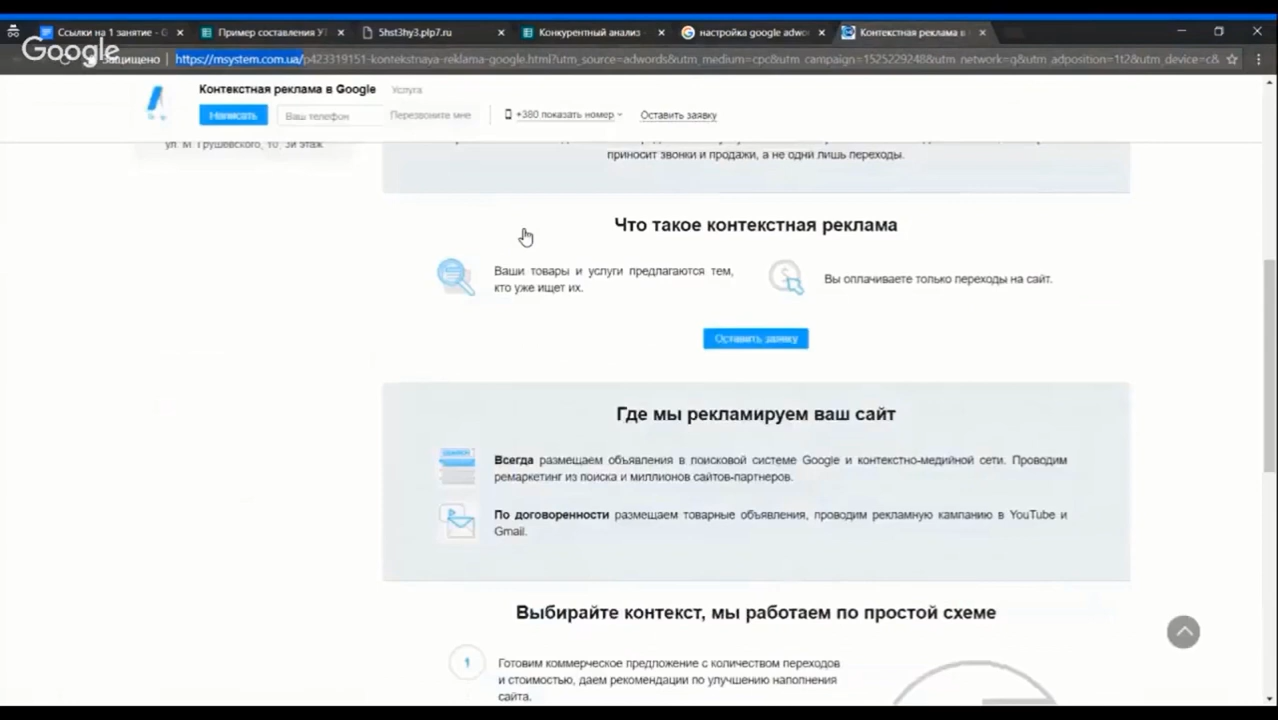 Ссылки на 1 занятие - G
Пример составления УТ
5hst3hy3.plp7.ru
Конкурентный анализ -
настройка google adwor
Контекстная реклама в
Google
Защищено
https://msystem.com.ua/p423319151-kontekstnaya-reklama-google.html?utm_source=adwords&utm_medium=cpc&utm_campaign=1525229248&utm_network=g&utm_adposition=1t2&utm_device=c&
Контекстная реклама в Google Услуга
Написать Ваш телефон Перезвоните мне +380 показать номер Оставить заявку
ул. М. Грушевского, 10, 3й этаж
приносит звонки и продажи, а не одни лишь переходы.
Что такое контекстная реклама
Ваши товары и услуги предлагаются тем,
кто уже ищет их.
Вы оплачиваете только переходы на сайт.
Оставить заявку
Где мы рекламируем ваш сайт
Всегда размещаем объявления в поисковой системе Google и контекстно-медийной сети. Проводим
ремаркетинг из поиска и миллионов сайтов-партнеров.
По договоренности размещаем товарные объявления, проводим рекламную кампанию в YouTube и
Gmail.
Выбирайте контекст, мы работаем по простой схеме
1
Готовим коммерческое предложение с количеством переходов
и стоимостью, даем рекомендации по улучшению наполнения
сайта.